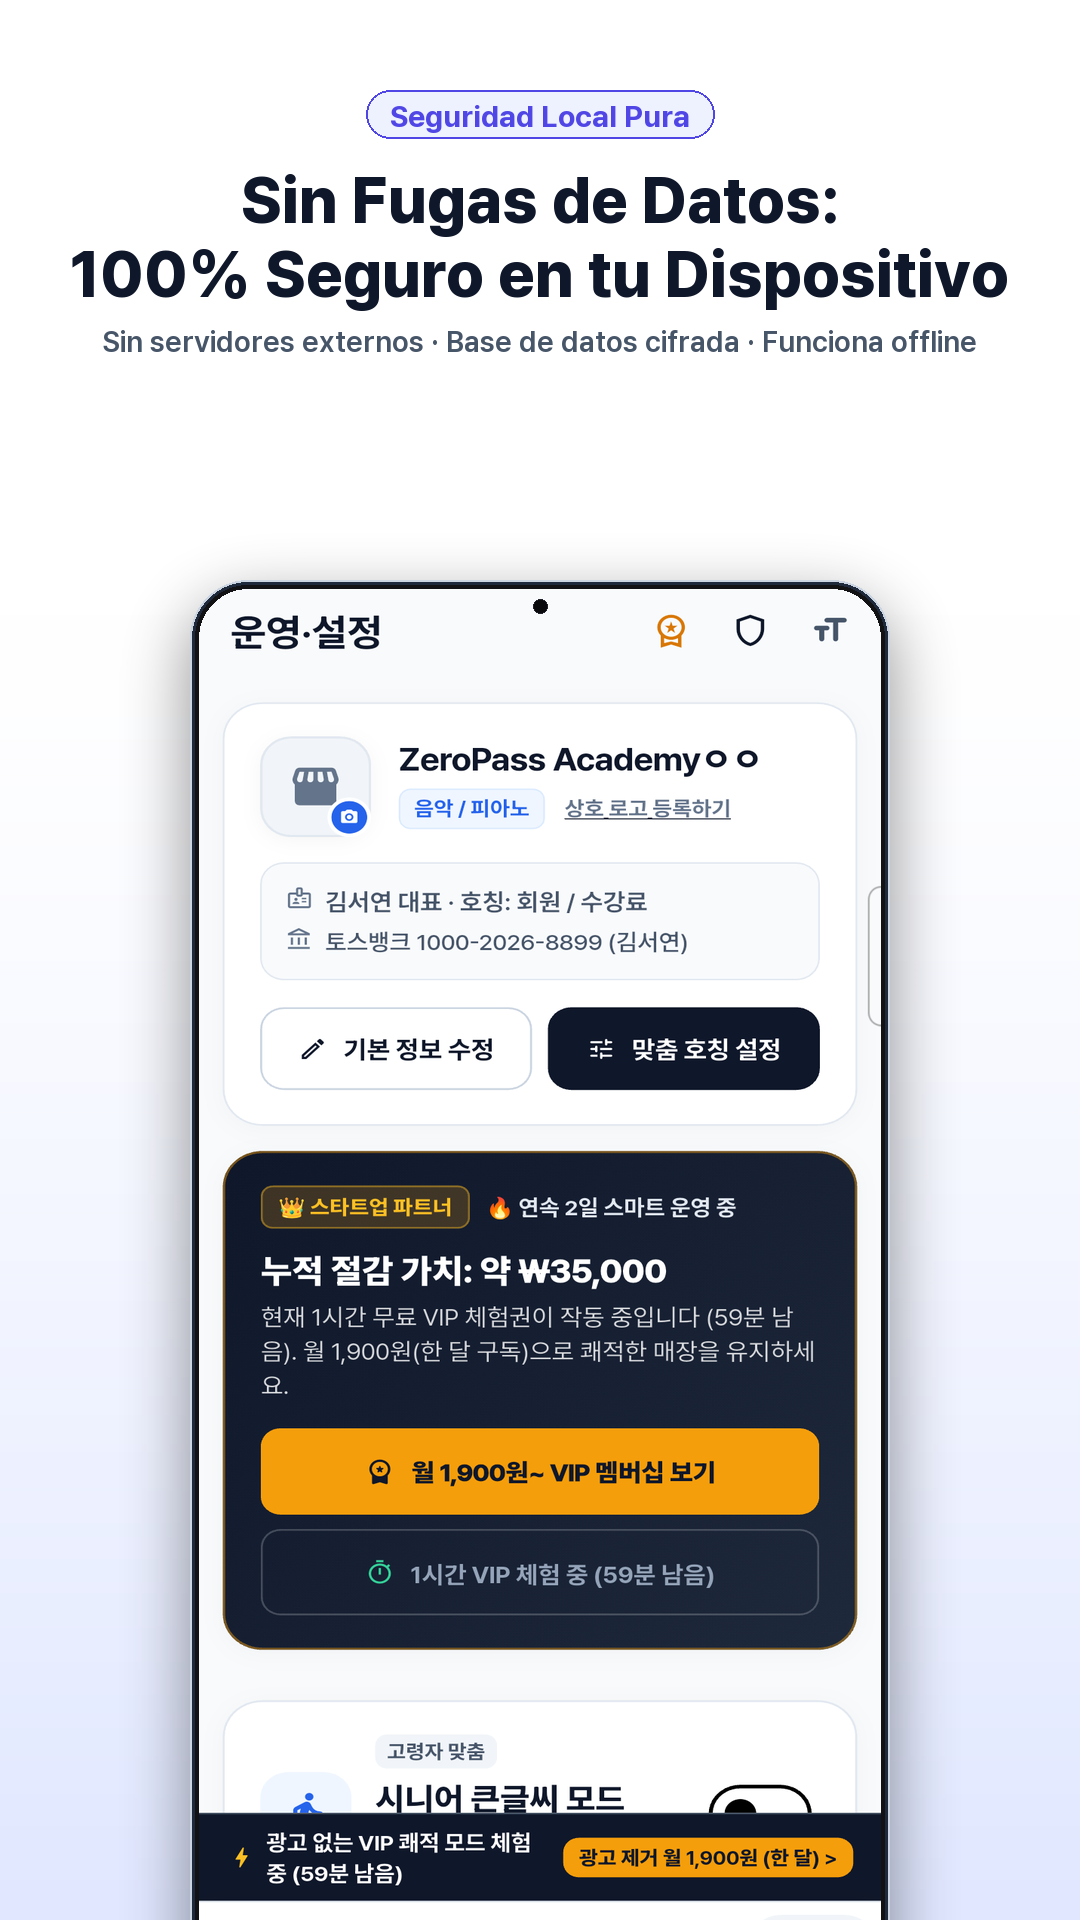 Seguridad Local Pura
Sin Fugas de Datos:
100% Seguro en tu Dispositivo
Sin servidores externos · Base de datos cifrada · Funciona offline
운영·설정
ZeroPass Academyㅇㅇ
음악 / 피아노
상호 로고 등록하기
김서연 대표 · 호칭: 회원 / 수강료
토스뱅크 1000-2026-8899 (김서연)
기본 정보 수정
맞춤 호칭 설정
👑 스타트업 파트너
🔥 연속 2일 스마트 운영 중
누적 절감 가치: 약 ₩35,000
현재 1시간 무료 VIP 체험권이 작동 중입니다 (59분 남
음). 월 1,900원(한 달 구독)으로 쾌적한 매장을 유지하세
요.
월 1,900원~ VIP 멤버십 보기
1시간 VIP 체험 중 (59분 남음)
고령자 맞춤
시니어 큰글씨 모드
광고 없는 VIP 쾌적 모드 체험
중 (59분 남음)
광고 제거 월 1,900원 (한 달) >